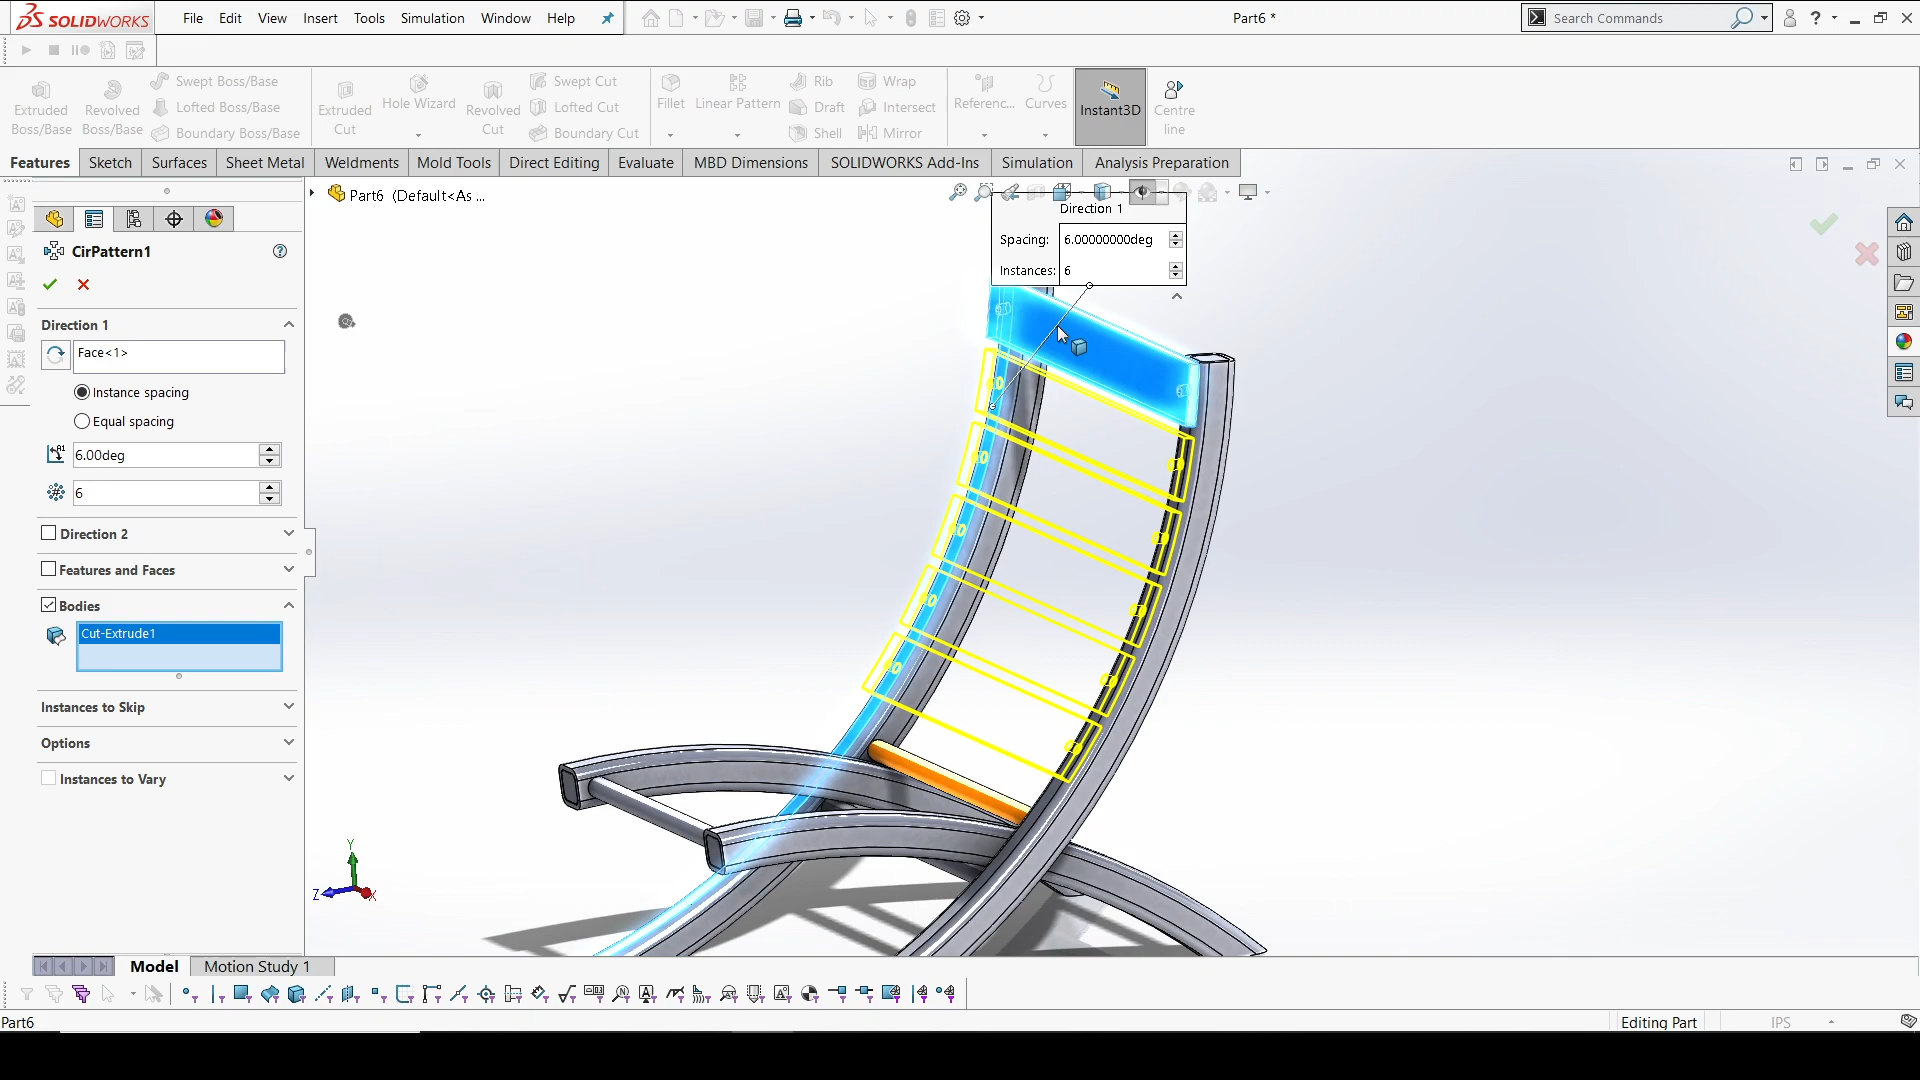 SOLIDWORKS
File Edit View Insert Tools Simulation Window Help
Part6 *
Search Commands
Extruded Boss/Base
Revolved Boss/Base
Swept Boss/Base
Lofted Boss/Base
Boundary Boss/Base
Extruded Cut
Hole Wizard
Revolved Cut
Swept Cut
Lofted Cut
Boundary Cut
Fillet
Linear Pattern
Rib
Draft
Shell
Wrap
Intersect
Mirror
Referenc...
Curves
Instant3D
Centre line
Features Sketch Surfaces Sheet Metal Weldments Mold Tools Direct Editing Evaluate MBD Dimensions SOLIDWORKS Add-Ins Simulation Analysis Preparation
Part6 (Default<As ...
CirPattern1
Direction 1
Face<1>
Instance spacing
Equal spacing
6.00deg
6
Direction 2
Features and Faces
Bodies
Cut-Extrude1
Instances to Skip
Options
Instances to Vary
Direction 1
Spacing: 6.00000000deg
Instances: 6
Y
Z
X
Model Motion Study 1
Part6
Editing Part
IPS